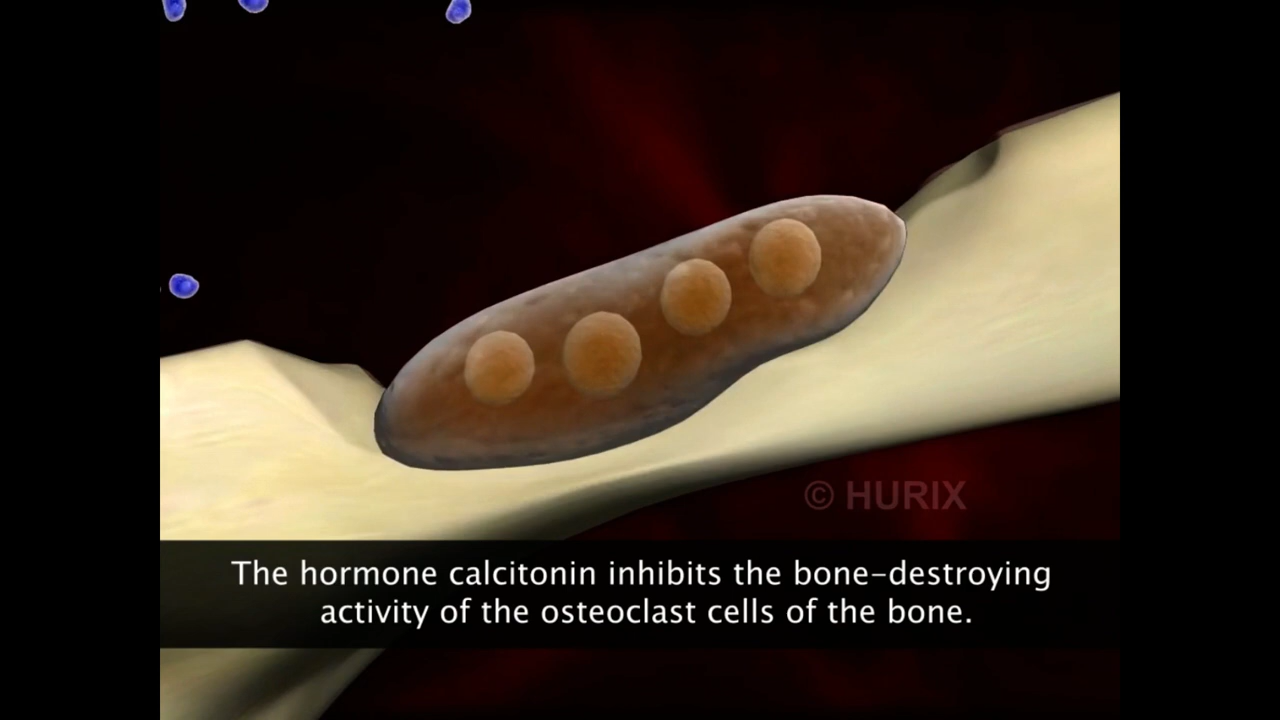 © HURIX
The hormone calcitonin inhibits the bone-destroying
activity of the osteoclast cells of the bone.